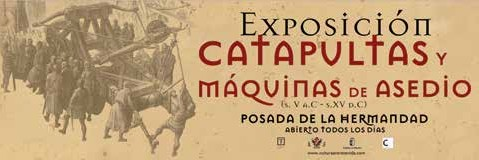 Exposición
CATAPULTAS Y
MÁQUINAS DE ASEDIO
(s. V a.C - s.XV D.C)
POSADA DE LA HERMANDAD
ABIERTO TODOS LOS DÍAS
C